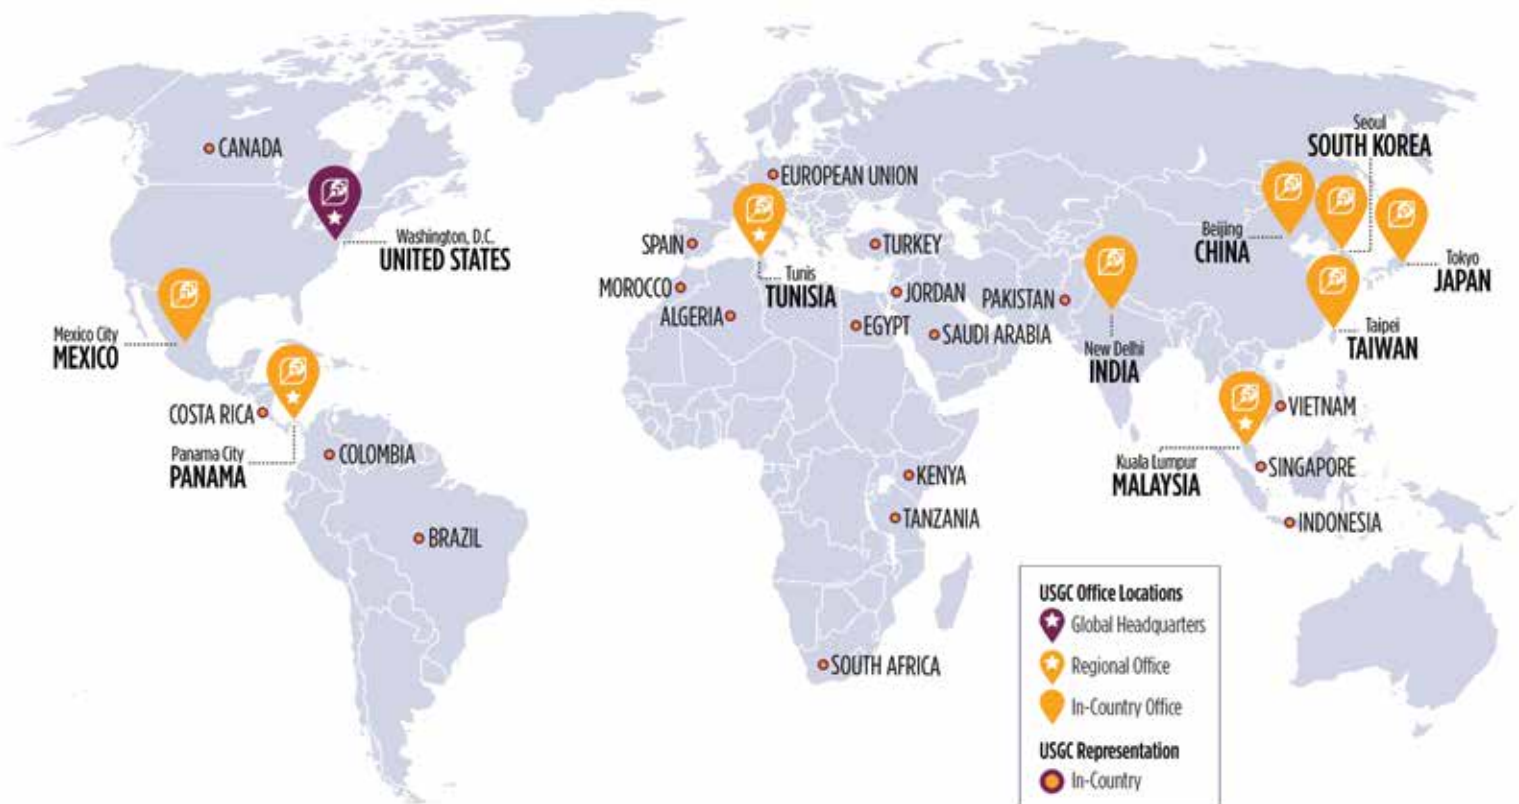 CANADA
Washington, D.C.
UNITED STATES
Mexico City
MEXICO
COSTA RICA
Panama City
PANAMA
COLOMBIA
BRAZIL
EUROPEAN UNION
SPAIN
TURKEY
MOROCCO
Tunis
TUNISIA
ALGERIA
JORDAN
EGYPT
SAUDI ARABIA
PAKISTAN
KENYA
TANZANIA
SOUTH AFRICA
Seoul
SOUTH KOREA
Beijing
CHINA
Tokyo
JAPAN
Taipei
TAIWAN
New Delhi
INDIA
VIETNAM
Kuala Lumpur
MALAYSIA
SINGAPORE
INDONESIA
USGC Office Locations
Global Headquarters
Regional Office
In-Country Office
USGC Representation
In-Country